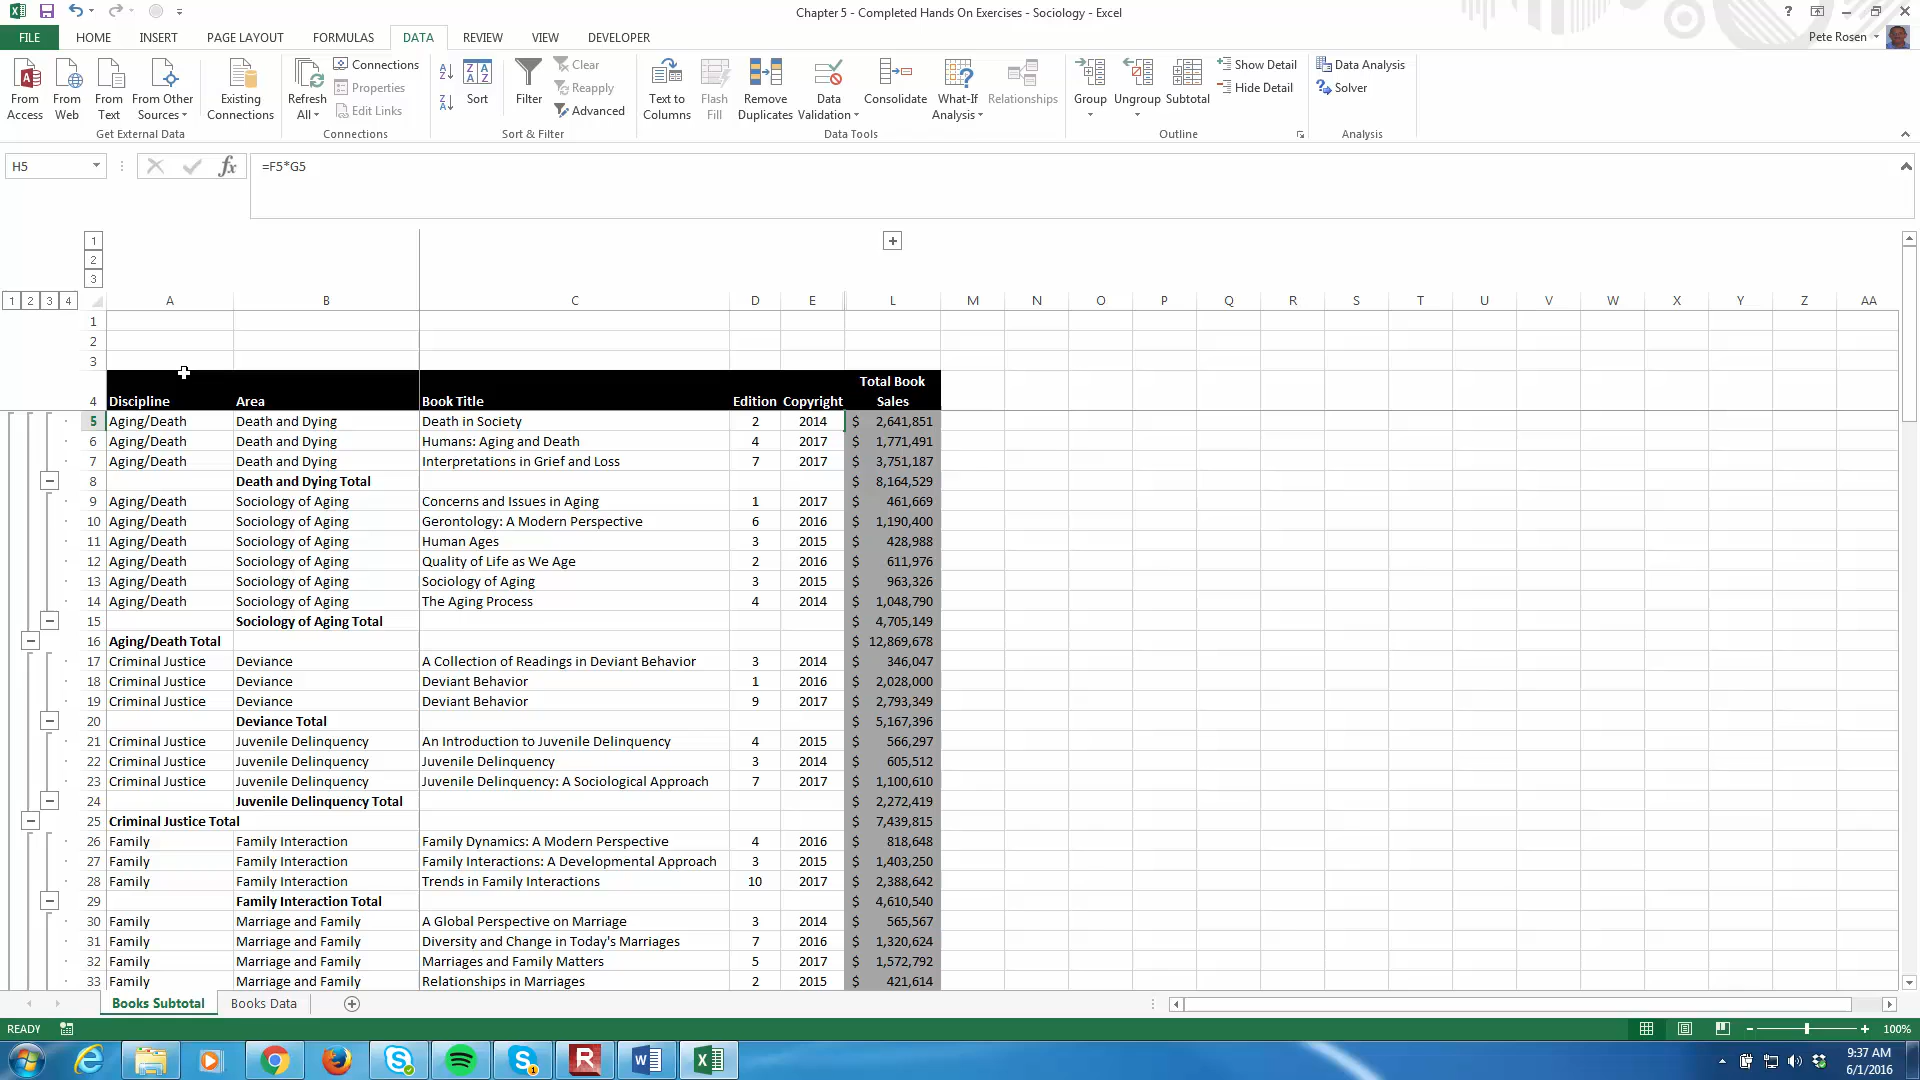 Chapter 5 - Completed Hands On Exercises - Sociology - Excel
?
FILE HOME INSERT PAGE LAYOUT FORMULAS DATA REVIEW VIEW DEVELOPER Pete Rosen
From Access
From Web
From Text
From Other Sources
Existing Connections
Get External Data
Refresh All
Connections
Properties
Edit Links
Connections
Sort
Filter
Clear
Reapply
Advanced
Sort & Filter
Text to Columns
Flash Fill
Remove Duplicates
Data Validation
Consolidate
What-If Analysis
Relationships
Data Tools
Group
Ungroup
Subtotal
Show Detail
Hide Detail
Outline
Data Analysis
Solver
Analysis
H5 fx =F5*G5
1
2
3
1 2 3 4 A B C D E L M N O P Q R S T U V W X Y Z AA
1
2
3
4 Discipline Area Book Title Edition Copyright Total Book Sales
5 Aging/Death Death and Dying Death in Society 2 2014 $ 2,641,851
6 Aging/Death Death and Dying Humans: Aging and Death 4 2017 $ 1,771,491
7 Aging/Death Death and Dying Interpretations in Grief and Loss 7 2017 $ 3,751,187
8 Death and Dying Total $ 8,164,529
9 Aging/Death Sociology of Aging Concerns and Issues in Aging 1 2017 $ 461,669
10 Aging/Death Sociology of Aging Gerontology: A Modern Perspective 6 2016 $ 1,190,400
11 Aging/Death Sociology of Aging Human Ages 3 2015 $ 428,988
12 Aging/Death Sociology of Aging Quality of Life as We Age 2 2016 $ 611,976
13 Aging/Death Sociology of Aging Sociology of Aging 3 2015 $ 963,326
14 Aging/Death Sociology of Aging The Aging Process 4 2014 $ 1,048,790
15 Sociology of Aging Total $ 4,705,149
16 Aging/Death Total $ 12,869,678
17 Criminal Justice Deviance A Collection of Readings in Deviant Behavior 3 2014 $ 346,047
18 Criminal Justice Deviance Deviant Behavior 1 2016 $ 2,028,000
19 Criminal Justice Deviance Deviant Behavior 9 2017 $ 2,793,349
20 Deviance Total $ 5,167,396
21 Criminal Justice Juvenile Delinquency An Introduction to Juvenile Delinquency 4 2015 $ 566,297
22 Criminal Justice Juvenile Delinquency Juvenile Delinquency 3 2014 $ 605,512
23 Criminal Justice Juvenile Delinquency Juvenile Delinquency: A Sociological Approach 7 2017 $ 1,100,610
24 Juvenile Delinquency Total $ 2,272,419
25 Criminal Justice Total $ 7,439,815
26 Family Family Interaction Family Dynamics: A Modern Perspective 4 2016 $ 818,648
27 Family Family Interaction Family Interactions: A Developmental Approach 3 2015 $ 1,403,250
28 Family Family Interaction Trends in Family Interactions 10 2017 $ 2,388,642
29 Family Interaction Total $ 4,610,540
30 Family Marriage and Family A Global Perspective on Marriage 3 2014 $ 565,567
31 Family Marriage and Family Diversity and Change in Today's Marriages 7 2016 $ 1,320,624
32 Family Marriage and Family Marriages and Family Matters 5 2017 $ 1,572,792
33 Family Marriage and Family Relationships in Marriages 2 2015 $ 421,614
Books Subtotal Books Data
READY 100%
9:37 AM
6/1/2016